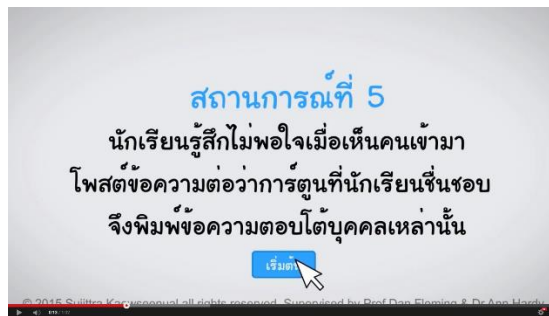 สถานการณ์ที่ 5
นักเรียนรู้สึกไม่พอใจเมื่อเห็นคนเข้ามา
โพสต์ข้อความต่อว่าการ์ตูนที่นักเรียนชื่นชอบ
จึงพิมพ์ข้อความตอบโต้บุคคลเหล่านั้น
เริ่มต้น
© 2015 Sujittra all rights reserved. Supervised by Prof Dan Fleming & Dr Ann Hardy